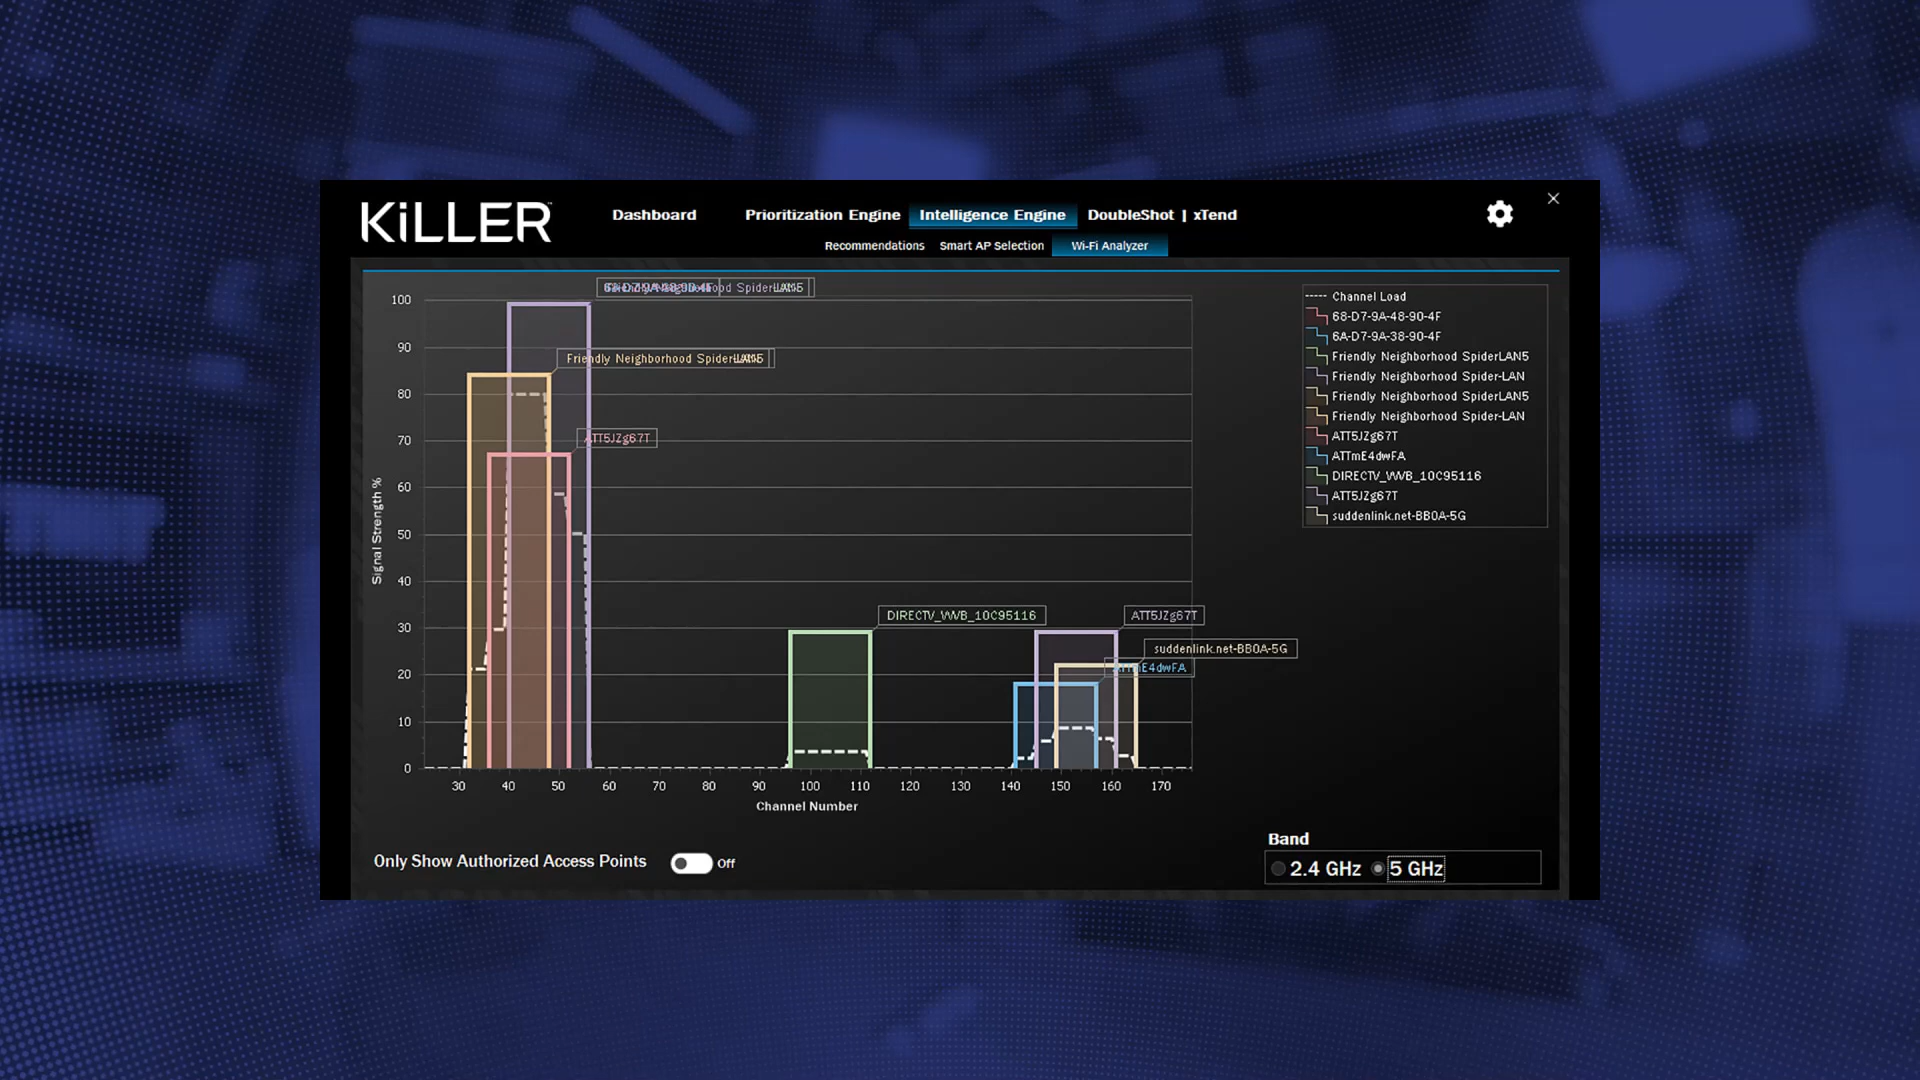 KiLLER
Dashboard
Prioritization Engine
Intelligence Engine
DoubleShot | xTend
Recommendations
Smart AP Selection
Wi-Fi Analyzer
Friendly Neighborhood SpiderLAN5
ATT5JZg67T
DIRECTV_WVB_10C95116
ATT5JZg67T
suddenlink.net-BB0A-5G
ATTmE4dwFA
100
90
80
70
60
50
40
30
20
10
0
Signal Strength %
30 40 50 60 70 80 90 100 110 120 130 140 150 160 170
Channel Number
Channel Load
68-D7-9A-48-90-4F
6A-D7-9A-38-90-4F
Friendly Neighborhood SpiderLAN5
Friendly Neighborhood Spider-LAN
Friendly Neighborhood SpiderLAN5
Friendly Neighborhood Spider-LAN
ATT5JZg67T
ATTmE4dwFA
DIRECTV_WVB_10C95116
ATT5JZg67T
suddenlink.net-BB0A-5G
Only Show Authorized Access Points
Off
Band
2.4 GHz
5 GHz